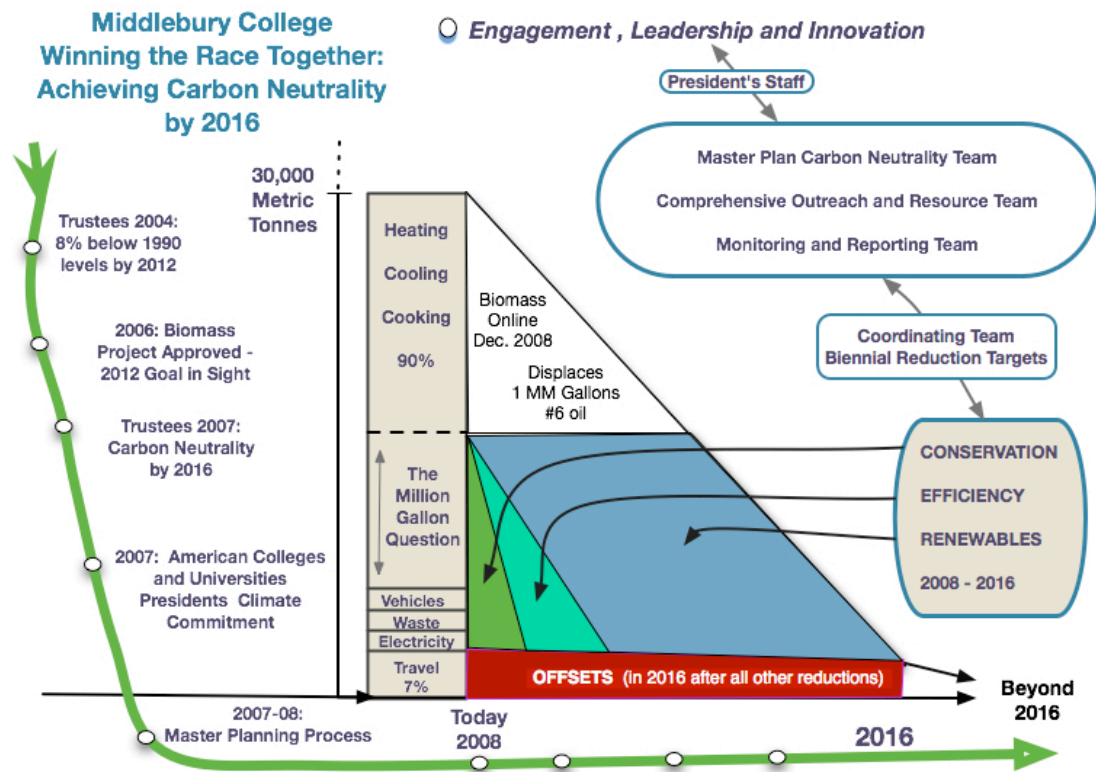 Middlebury College
Winning the Race Together:
Achieving Carbon Neutrality
by 2016
Engagement , Leadership and Innovation
President's Staff
Master Plan Carbon Neutrality Team
Comprehensive Outreach and Resource Team
Monitoring and Reporting Team
Coordinating Team
Biennial Reduction Targets
CONSERVATION
EFFICIENCY
RENEWABLES
2008 - 2016
Trustees 2004:
8% below 1990
levels by 2012
2006: Biomass
Project Approved -
2012 Goal in Sight
Trustees 2007:
Carbon Neutrality
by 2016
2007: American Colleges
and Universities
Presidents Climate
Commitment
2007-08:
Master Planning Process
30,000
Metric
Tonnes
Heating
Cooling
Cooking
90%
The
Million
Gallon
Question
Vehicles
Waste
Electricity
Travel
7%
Biomass
Online
Dec. 2008
Displaces
1 MM Gallons
#6 oil
OFFSETS (in 2016 after all other reductions)
Today
2008
2016
Beyond
2016